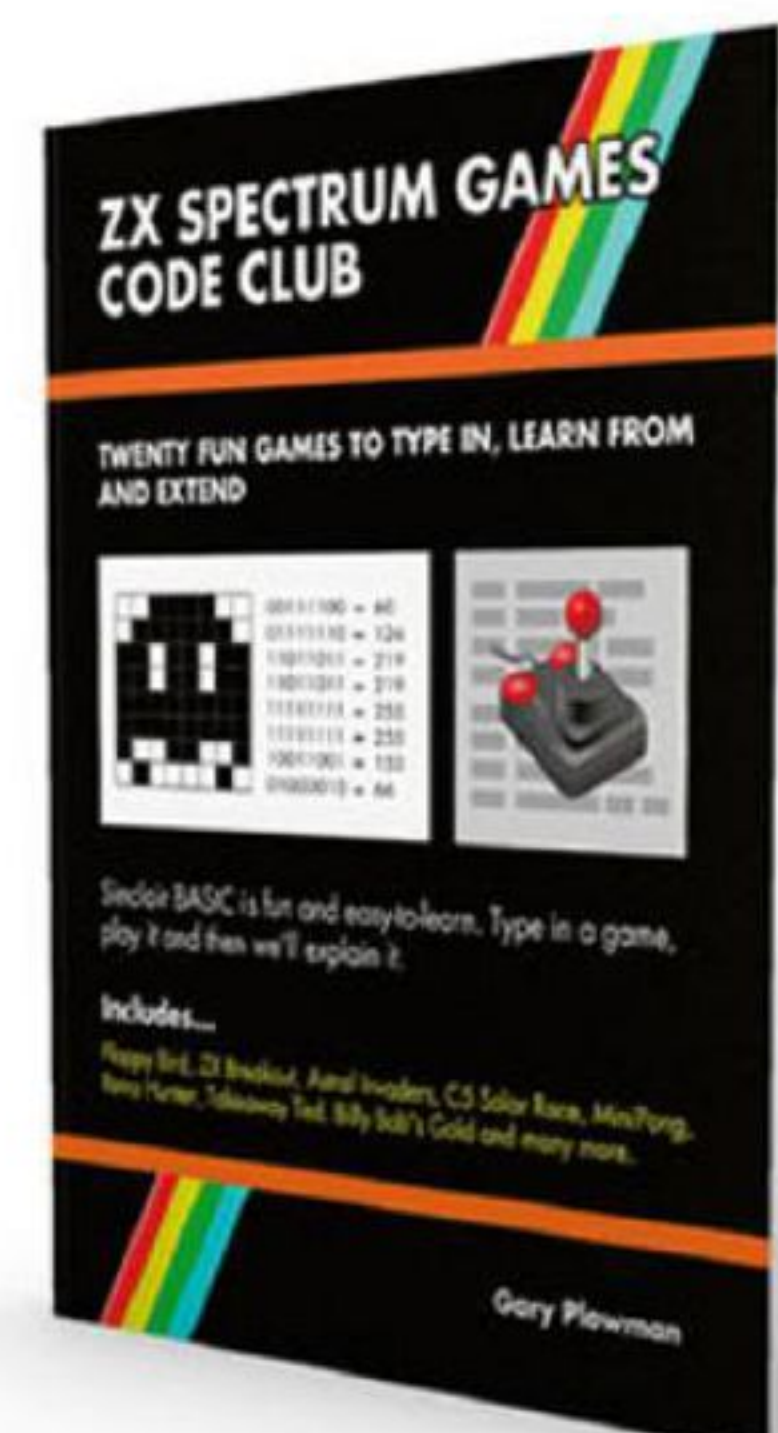 ZX SPECTRUM GAMES
CODE CLUB
TWENTY FUN GAMES TO TYPE IN, LEARN FROM
AND EXTEND
00111100 = 60
01111110 = 126
11011011 = 219
11011011 = 219
11111111 = 255
11111111 = 255
10011001 = 153
01000010 = 66
Sinclair BASIC is fun and easy-to-learn. Type in a game,
play it and then we'll explain it.
Includes...
Flappy Bird, ZX Breakout, Invaders, C5 Solar Race, MiniPong,
Hunter, Takeaway Ted, Billy Bob's Gold and many more.
Gary Plowman